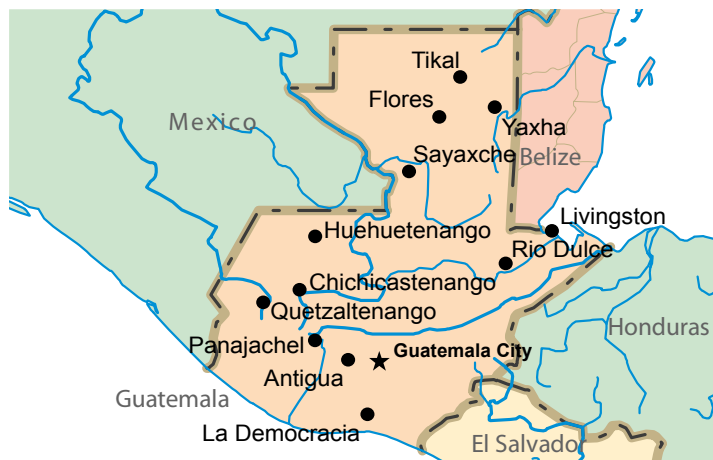 Tikal
Flores
Mexico
Yaxha
Sayaxche
Belize
Livingston
Huehuetenango
Rio Dulce
Chichicastenango
Quetzaltenango
Honduras
Panajachel
Guatemala City
Antigua
Guatemala
La Democracia
El Salvador